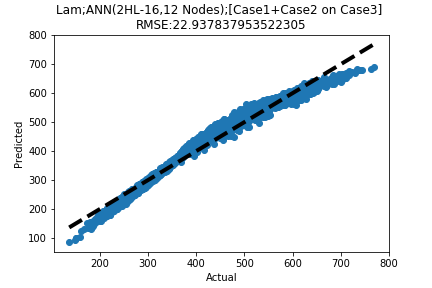 Lam;ANN(2HL-16,12 Nodes);[Case1+Case2 on Case3]
RMSE:22.937837953522305
800
700
600
500
400
300
200
100
Predicted
200 300 400 500 600 700 800
Actual